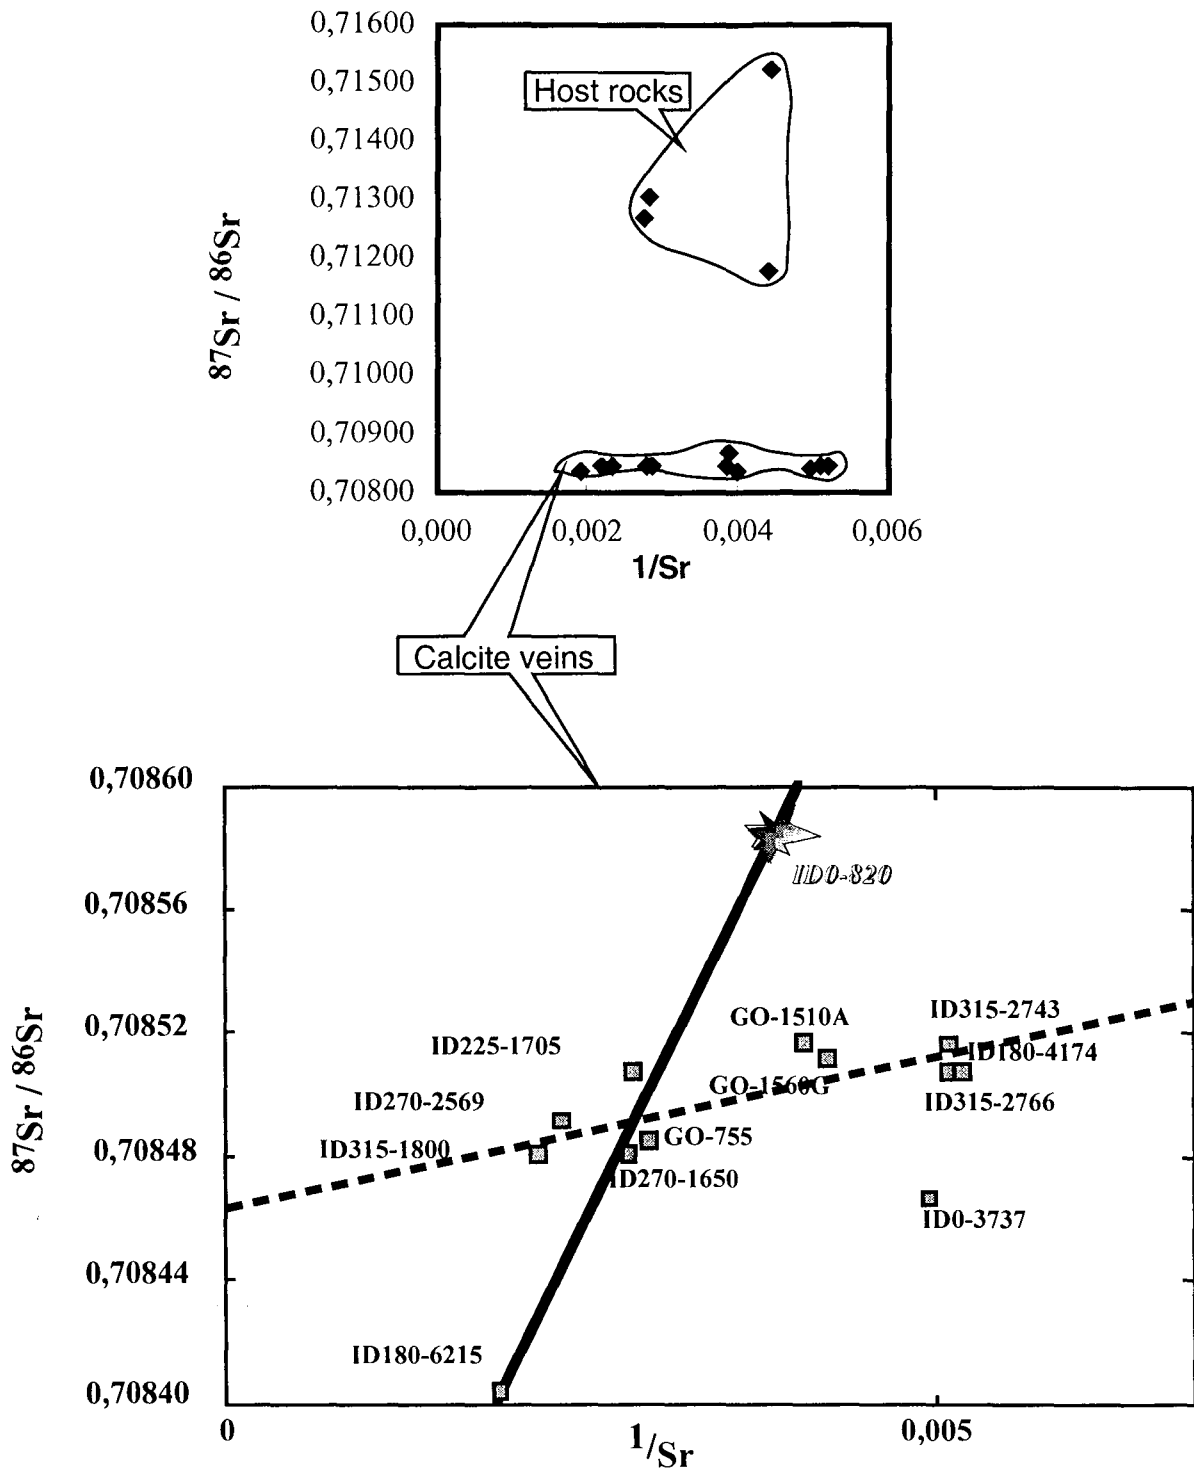 0,71600
0,71500
Host rocks
0,71400
0,71300
0,71200
0,71100
0,71000
0,70900
0,70800
87Sr / 86Sr
0,000 0,002 0,004 0,006
1/Sr
Calcite veins
0,70860
ID0-820
0,70856
0,70852
ID315-2743
GO-1510A
ID225-1705
ID180-4174
GO-1560G
ID270-2569
ID315-2766
GO-755
ID315-1800
0,70848
ID270-1650
ID0-3737
0,70844
ID180-6215
0,70840
87Sr / 86Sr
0 0,005
1/Sr